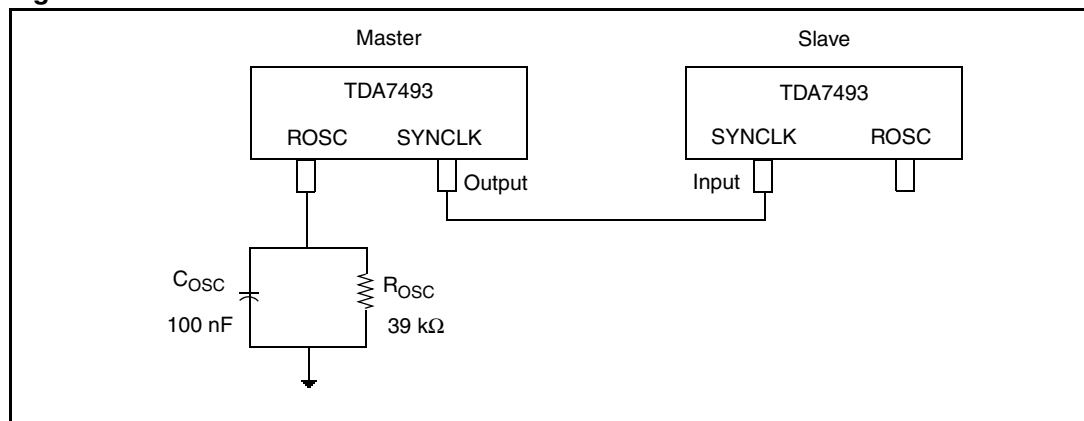 Master
Slave
TDA7493
TDA7493
ROSC SYNCLK
SYNCLK ROSC
Output
Input
COSC
100 nF
ROSC
39 kΩ